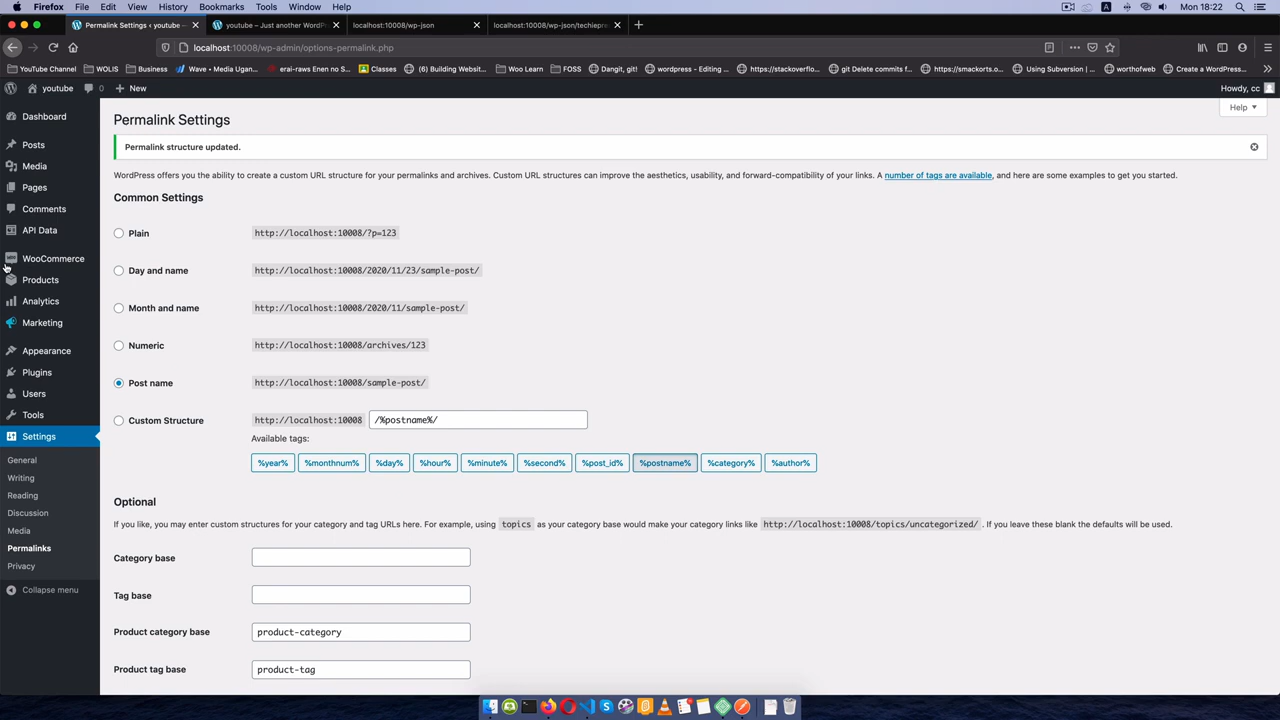 Firefox File Edit View History Bookmarks Tools Window Help
A
Mon 18:22
Permalink Settings ‹ youtube —
youtube – Just another WordP
localhost:10008/wp-json
localhost:10008/wp-json/techiepr
localhost:10008/wp-admin/options-permalink.php
YouTube Channel
WOLIS
Business
Wave • Media Ugan...
erai-raws Enen no S...
Classes
(6) Building Websit...
Woo Learn
FOSS
Dangit, git!
wordpress - Editing ...
https://stackoverflo...
git Delete commits f...
https://smackorts.o...
Using Subversion | ...
worthofweb
Create a WordPress...
youtube 0 New
Howdy, cc
Dashboard
Posts
Media
Pages
Comments
API Data
WooCommerce
Products
Analytics
Marketing
Appearance
Plugins
Users
Tools
Settings
General
Writing
Reading
Discussion
Media
Permalinks
Privacy
Collapse menu
Help
Permalink Settings
Permalink structure updated.
WordPress offers you the ability to create a custom URL structure for your permalinks and archives. Custom URL structures can improve the aesthetics, usability, and forward-compatibility of your links. A number of tags are available, and here are some examples to get you started.
Common Settings
Plain http://localhost:10008/?p=123
Day and name http://localhost:10008/2020/11/23/sample-post/
Month and name http://localhost:10008/2020/11/sample-post/
Numeric http://localhost:10008/archives/123
Post name http://localhost:10008/sample-post/
Custom Structure http://localhost:10008 /%postname%/
Available tags:
%year% %monthnum% %day% %hour% %minute% %second% %post_id% %postname% %category% %author%
Optional
If you like, you may enter custom structures for your category and tag URLs here. For example, using topics as your category base would make your category links like http://localhost:10008/topics/uncategorized/ . If you leave these blank the defaults will be used.
Category base
Tag base
Product category base product-category
Product tag base product-tag